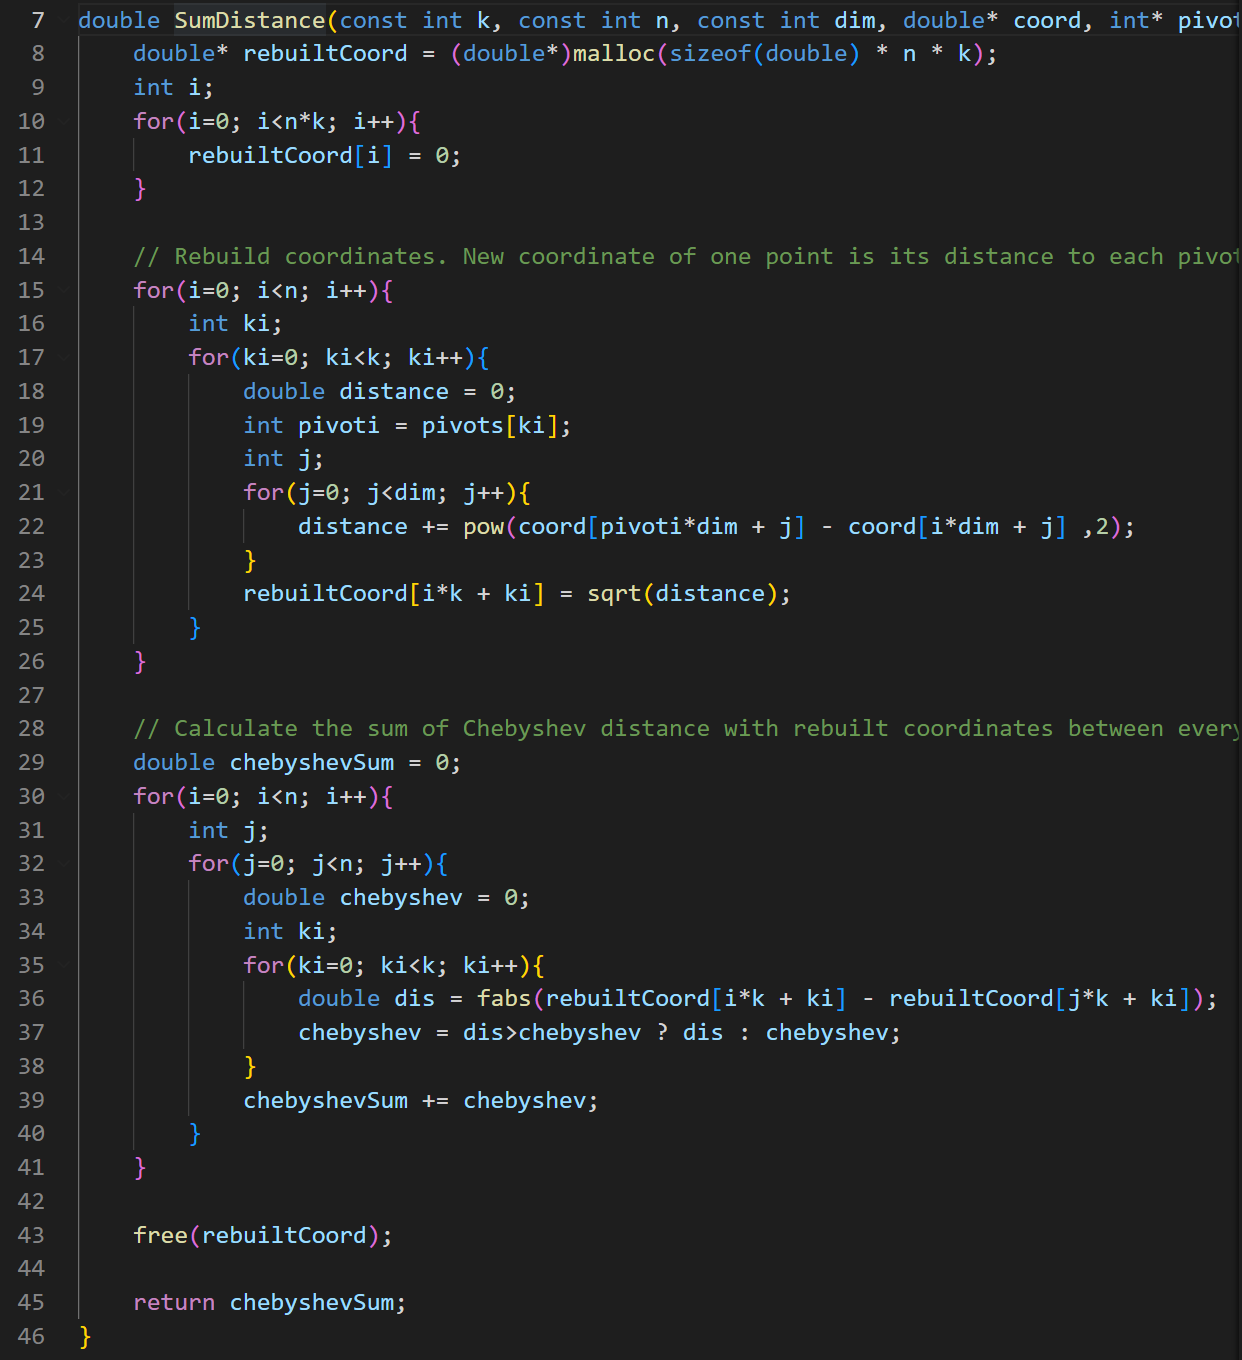 7 double SumDistance(const int k, const int n, const int dim, double* coord, int*
8     double* rebuiltCoord = (double*)malloc(sizeof(double) * n * k);
9     int i;
10     for(i=0; i<n*k; i++){
11         rebuiltCoord[i] = 0;
12     }
13
14     // Rebuild coordinates. New coordinate of one point is its distance to each
15     for(i=0; i<n; i++){
16         int ki;
17         for(ki=0; ki<k; ki++){
18             double distance = 0;
19             int pivoti = pivots[ki];
20             int j;
21             for(j=0; j<dim; j++){
22                 distance += pow(coord[pivoti*dim + j] - coord[i*dim + j] ,2);
23             }
24             rebuiltCoord[i*k + ki] = sqrt(distance);
25         }
26     }
27
28     // Calculate the sum of Chebyshev distance with rebuilt coordinates between
29     double chebyshevSum = 0;
30     for(i=0; i<n; i++){
31         int j;
32         for(j=0; j<n; j++){
33             double chebyshev = 0;
34             int ki;
35             for(ki=0; ki<k; ki++){
36                 double dis = fabs(rebuiltCoord[i*k + ki] - rebuiltCoord[j*k + ki]);
37                 chebyshev = dis>chebyshev ? dis : chebyshev;
38             }
39             chebyshevSum += chebyshev;
40         }
41     }
42
43     free(rebuiltCoord);
44
45     return chebyshevSum;
46 }